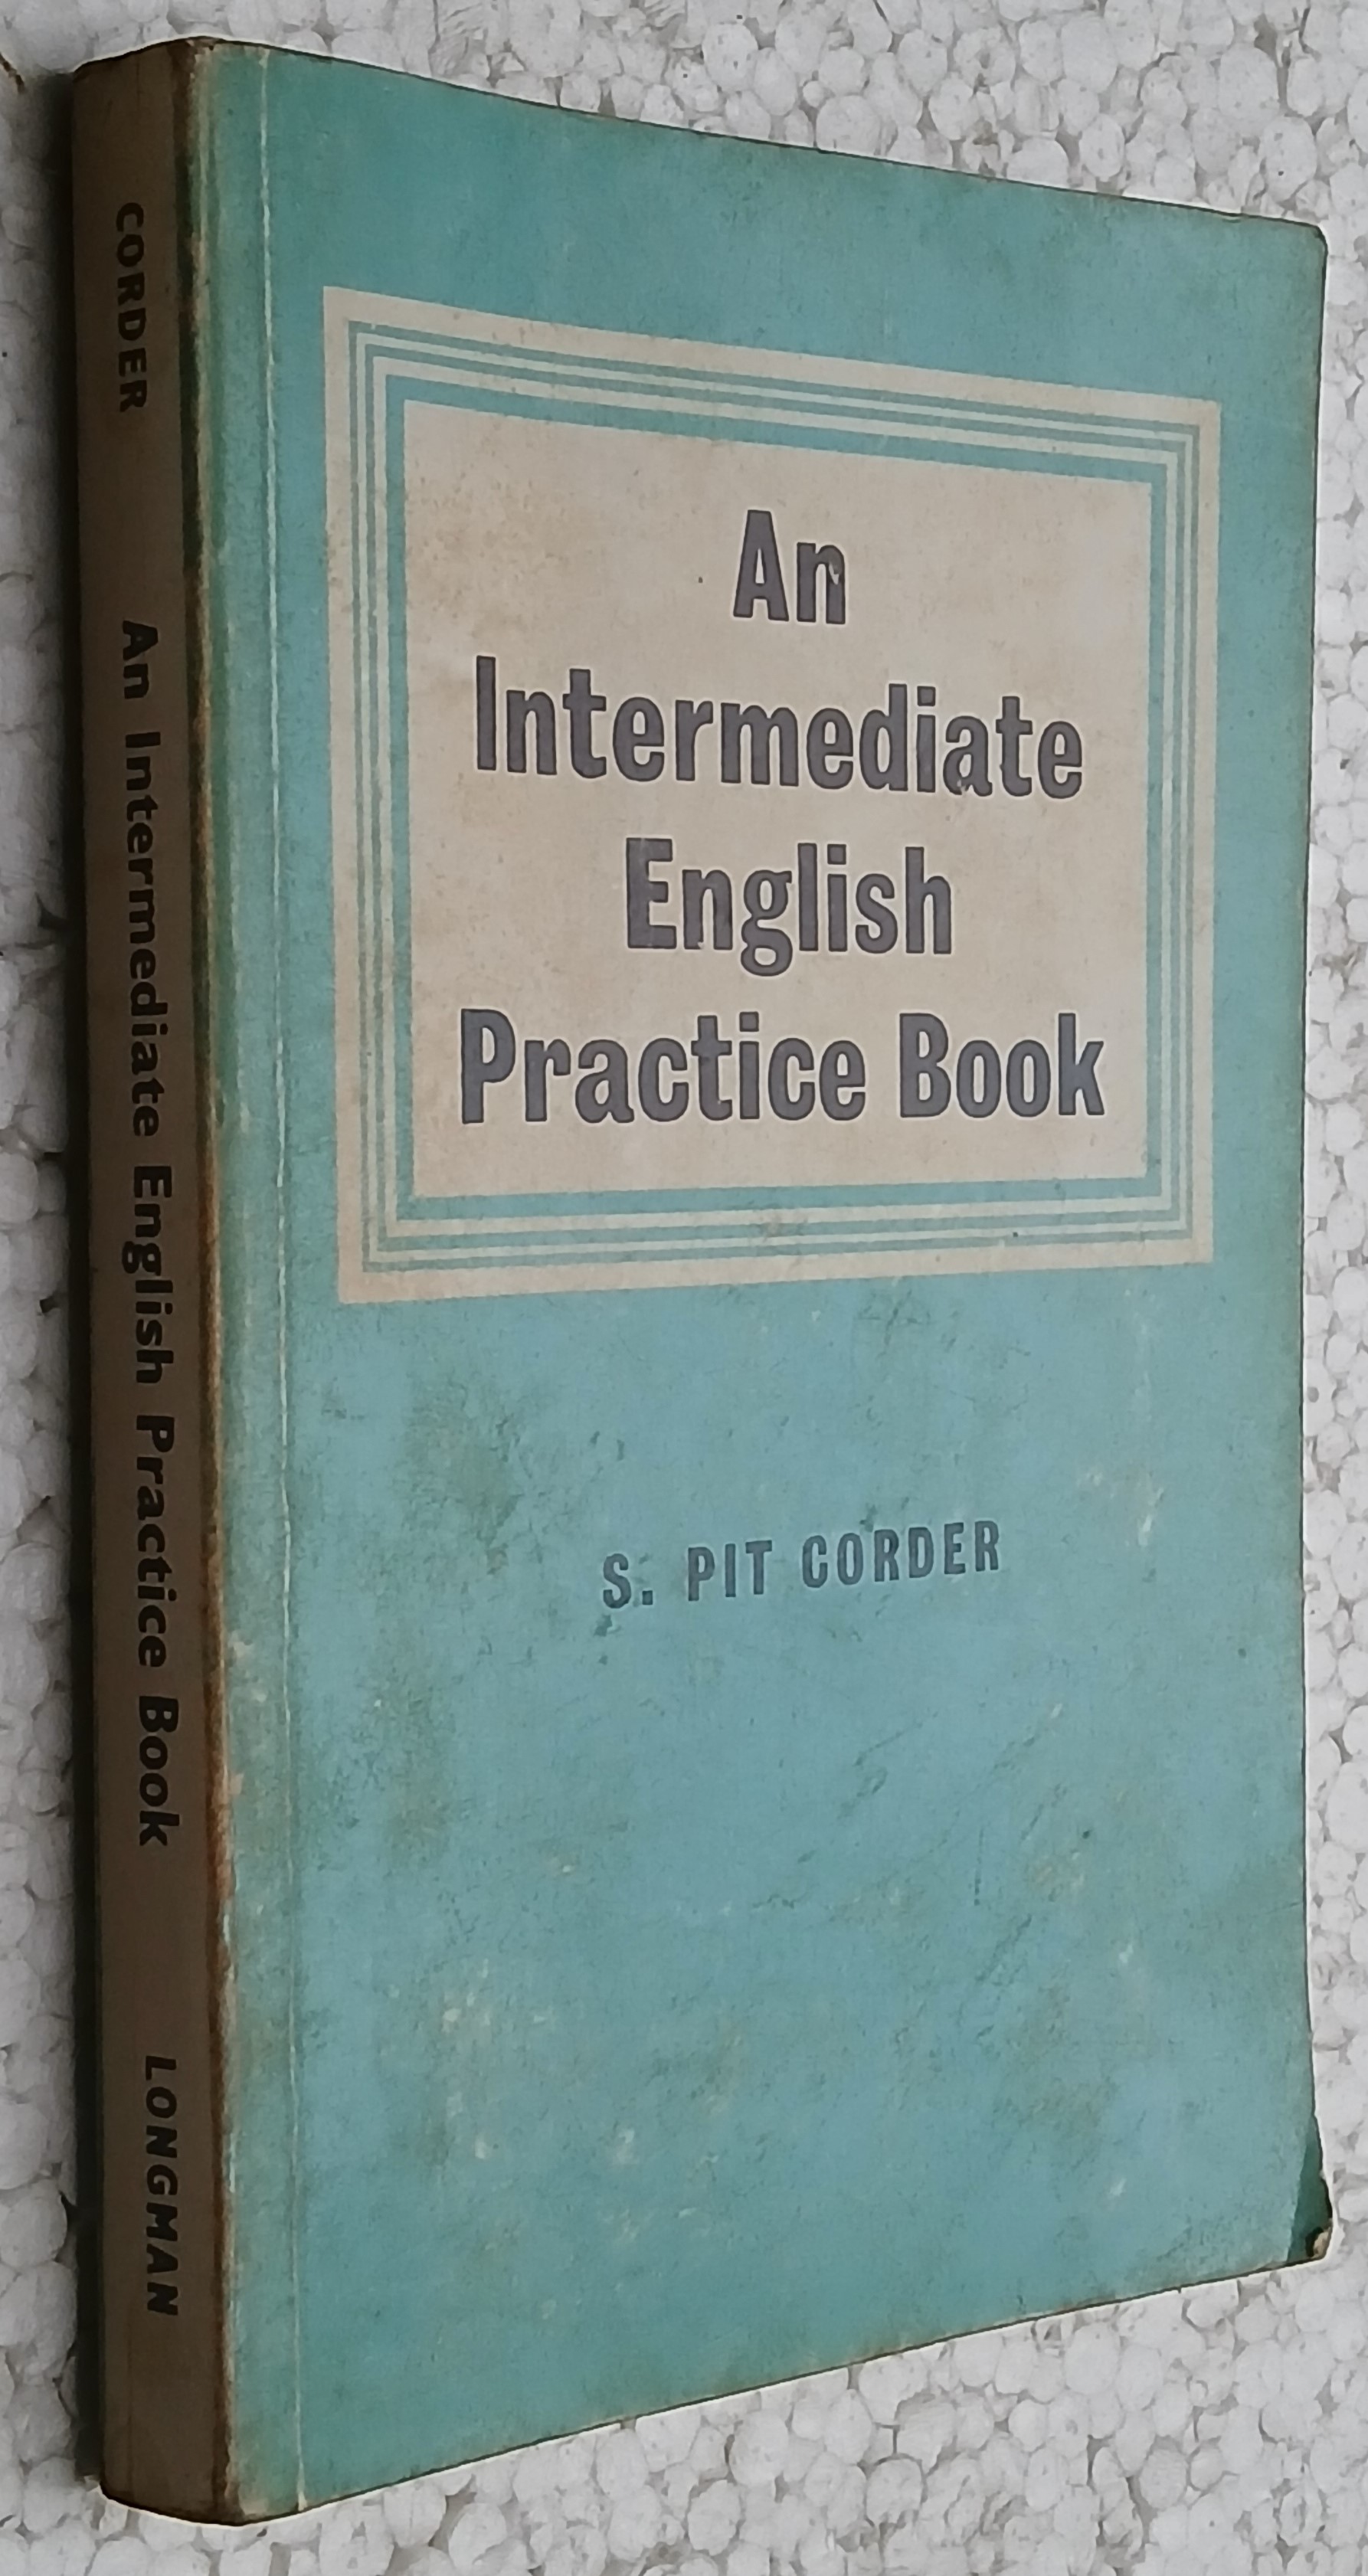 An
Intermediate
English
Practice Book
S. PIT CORDER
CORDER An Intermediate English Practice Book LONGMAN